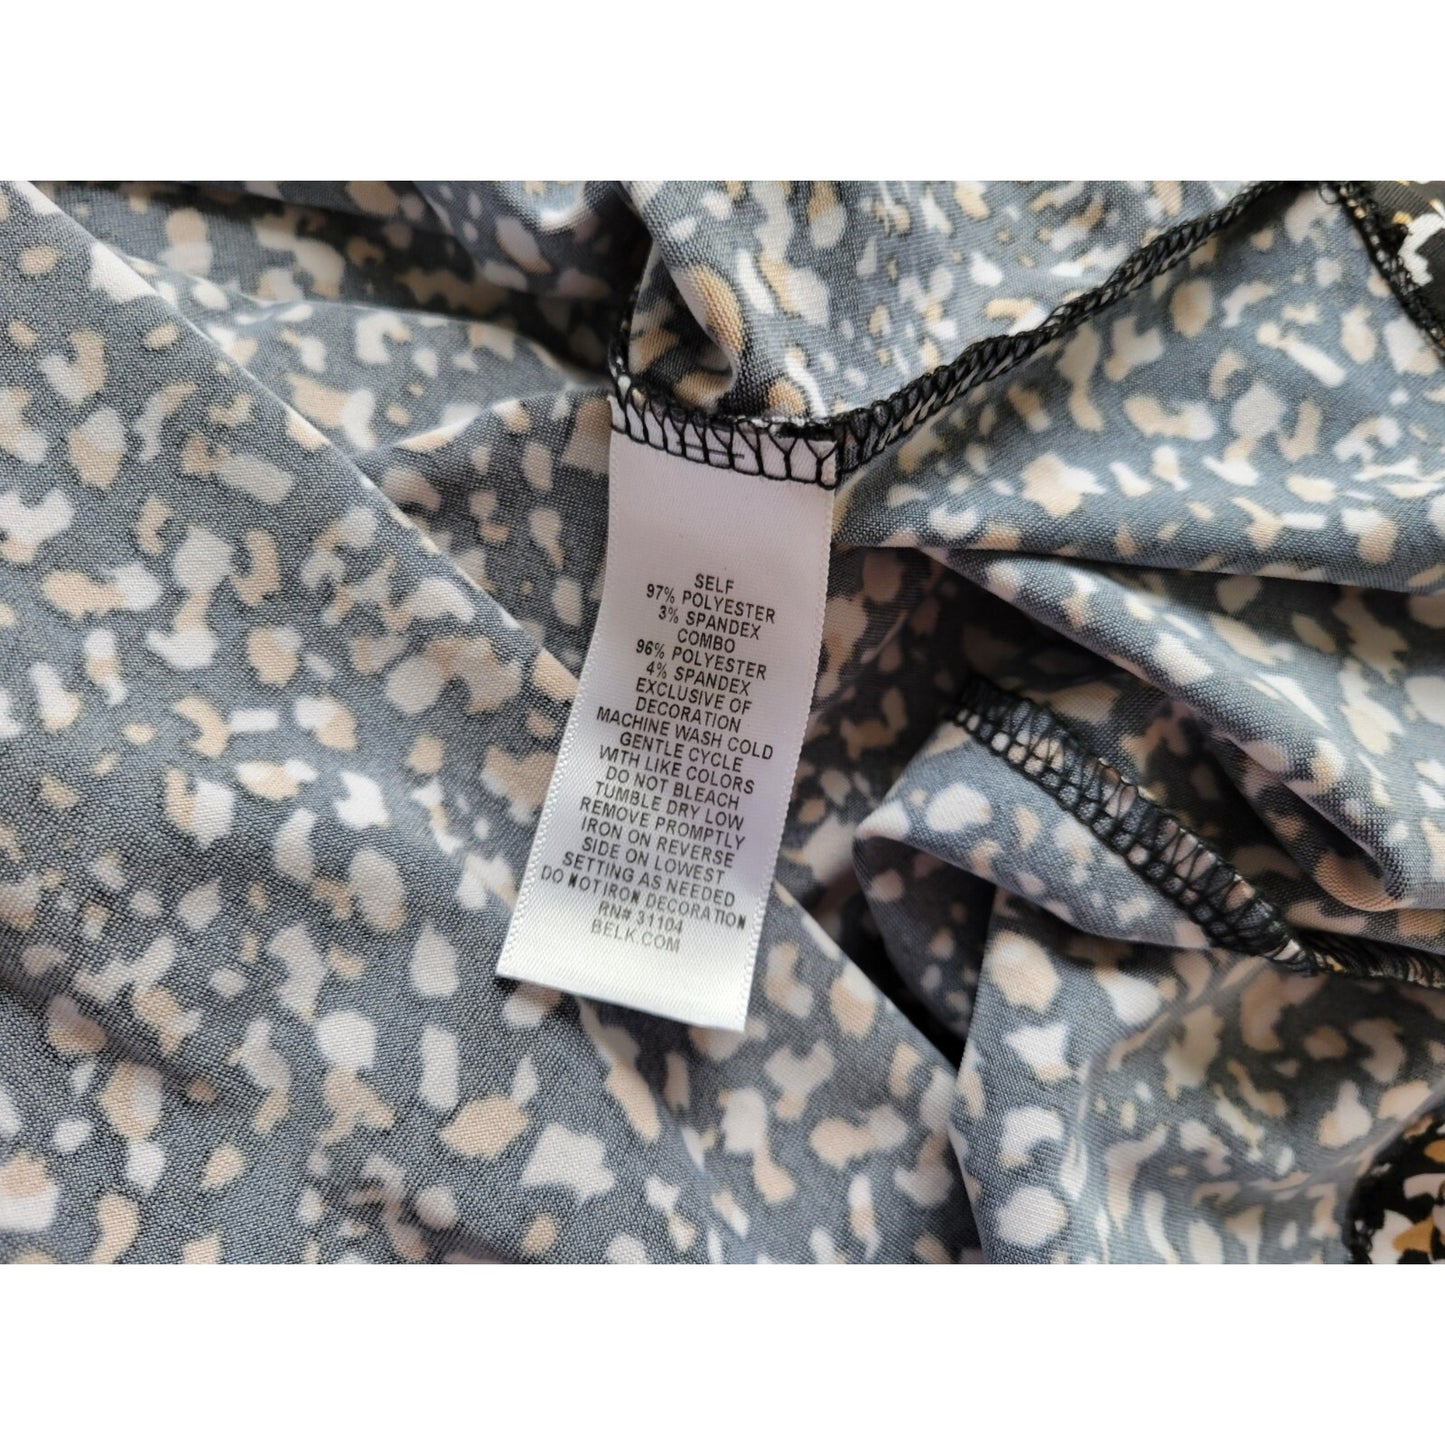 SELF
97% POLYESTER
3% SPANDEX
COMBO
96% POLYESTER
4% SPANDEX
EXCLUSIVE OF
DECORATION
MACHINE WASH COLD
GENTLE CYCLE
WITH LIKE COLORS
DO NOT BLEACH
TUMBLE DRY LOW
REMOVE PROMPTLY
IRON ON REVERSE
SIDE ON LOWEST
SETTING AS NEEDED
DO NOT IRON DECORATION
RN# 31104
BELK.COM